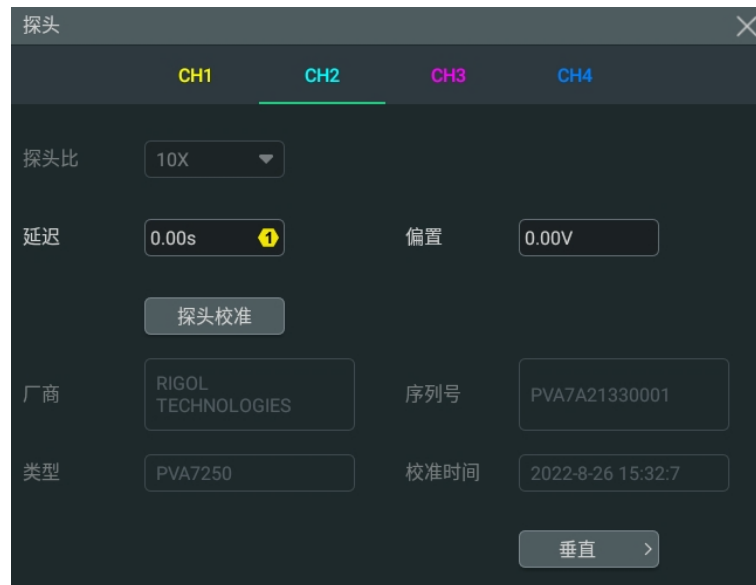 探头
CH1 CH2 CH3 CH4
探头比 10X
延迟 0.00s 1 偏置 0.00V
探头校准
厂商 RIGOL TECHNOLOGIES 序列号 PVA7A21330001
类型 PVA7250 校准时间 2022-8-26 15:32:7
垂直 >